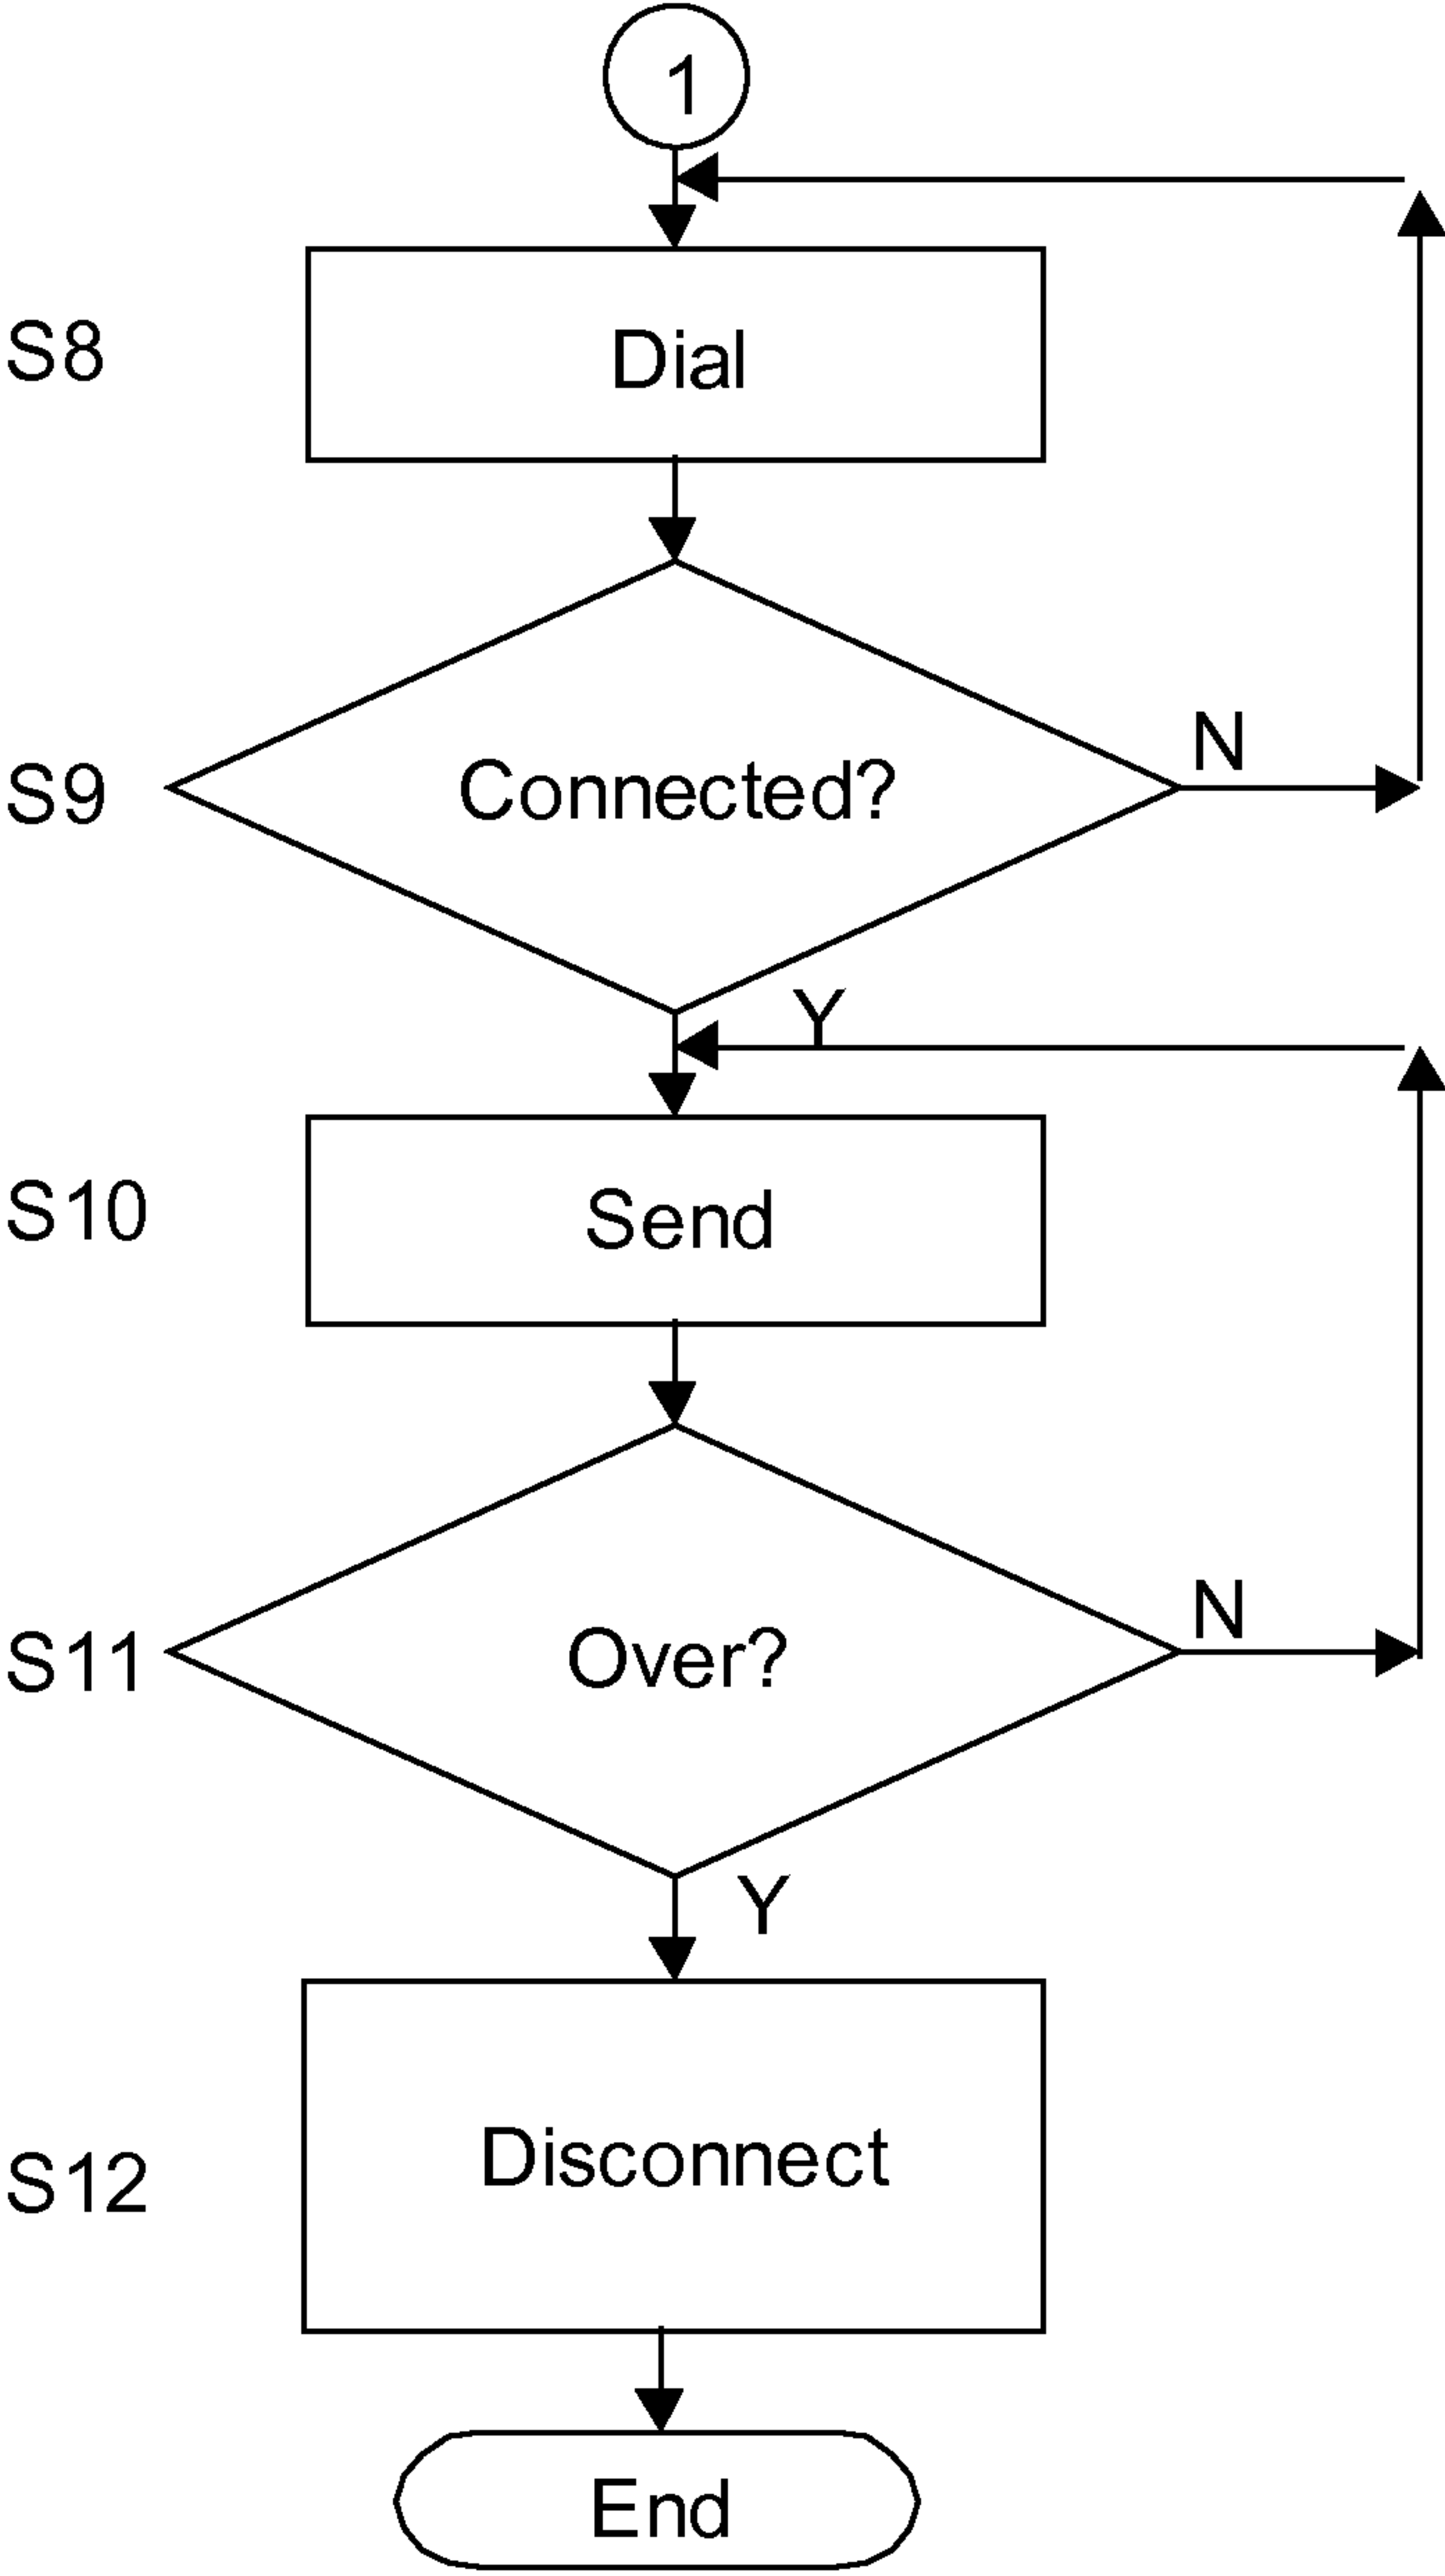 1
S8
Dial
S9
Connected?
N
Y
S10
Send
S11
Over?
N
Y
S12
Disconnect
End